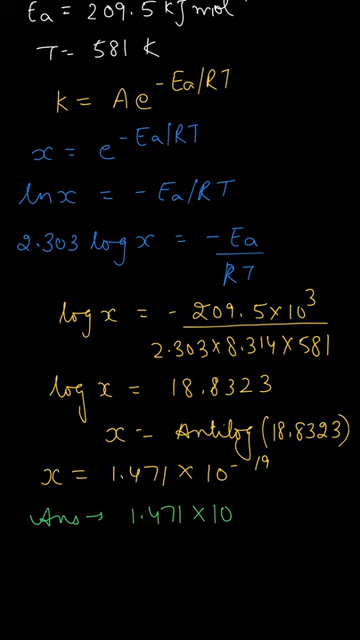 Ea = 209.5 kJ mol⁻
T = 581 K
K = A e^-Ea/RT
x = e^-Ea/RT
ln x = - Ea/RT
2.303 log x = - Ea / RT
log x = - 209.5 × 10³ / 2.303 × 8.314 × 581
log x = 18.8323
x = Antilog (18.8323)
x = 1.471 × 10⁻¹⁹
Ans → 1.471 × 10